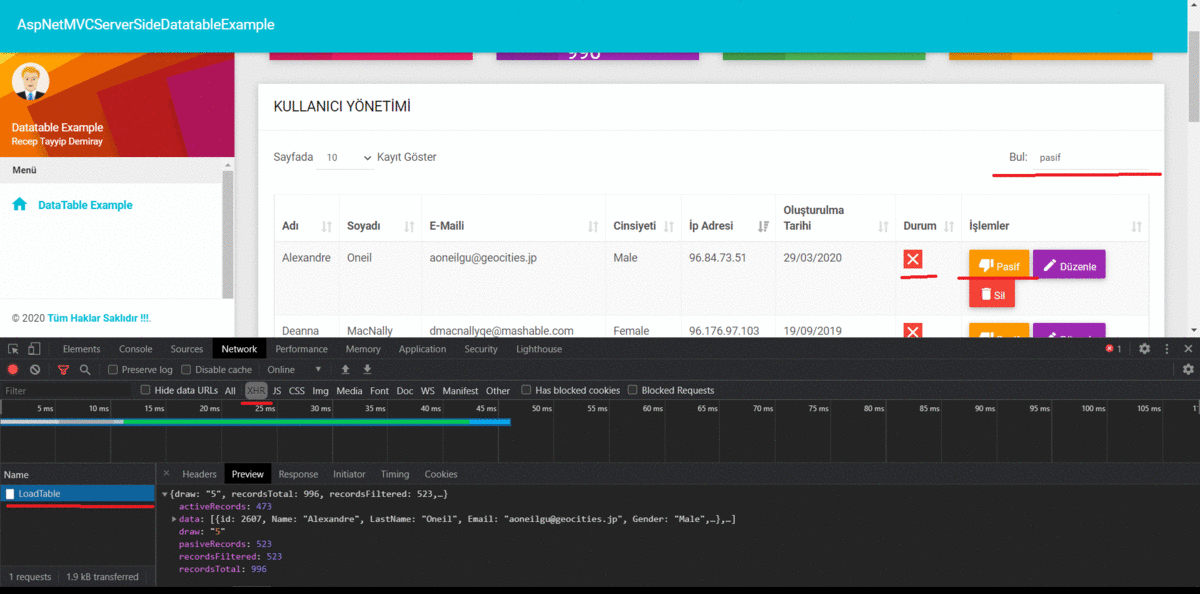 AspNetMVCServerSideDatatableExample
996
Datatable Example
Recep Tayyip Demiray
Menü
DataTable Example
© 2020 Tüm Haklar Saklıdır !!!.
KULLANICI YÖNETİMİ
Sayfada 10 Kayıt Göster
Bul: pasif
Adı Soyadı E-Maili Cinsiyeti İp Adresi Oluşturulma Tarihi Durum İşlemler
Alexandre Oneil aoneilgu@geocities.jp Male 96.84.73.51 29/03/2020 Pasif Düzenle
Sil
Deanna MacNally dmacnallyqe@mashable.com Female 96.176.97.103 19/09/2019 Pasif Düzenle
Elements Console Sources Network Performance Memory Application Security Lighthouse 1
Preserve log Disable cache Online
Filter Hide data URLs All XHR JS CSS Img Media Font Doc WS Manifest Other Has blocked cookies Blocked Requests
5 ms 10 ms 15 ms 20 ms 25 ms 30 ms 35 ms 40 ms 45 ms 50 ms 55 ms 60 ms 65 ms 70 ms 75 ms 80 ms 85 ms 90 ms 95 ms 100 ms 105 ms
Name
LoadTable
1 requests 1.9 kB transferred
Headers Preview Response Initiator Timing Cookies
{draw: "5", recordsTotal: 996, recordsFiltered: 523,…}
activeRecords: 473
data: [{id: 2607, Name: "Alexandre", LastName: "Oneil", Email: "aoneilgu@geocities.jp", Gender: "Male",…},…]
draw: "5"
pasiveRecords: 523
recordsFiltered: 523
recordsTotal: 996